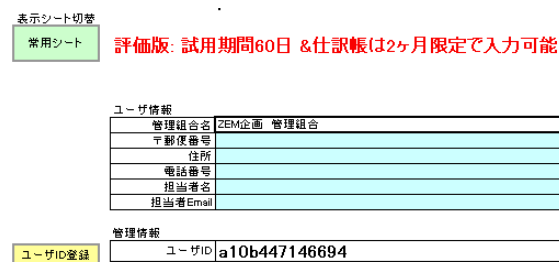 表示シート切替
常用シート
評価版: 試用期間60日 &仕訳帳は2ヶ月限定で入力可能
ユーザ情報
管理組合名 ZEM企画 管理組合
〒郵便番号
住所
電話番号
担当者名
担当者Email
管理情報
ユーザID登録 ユーザID a10b447146694